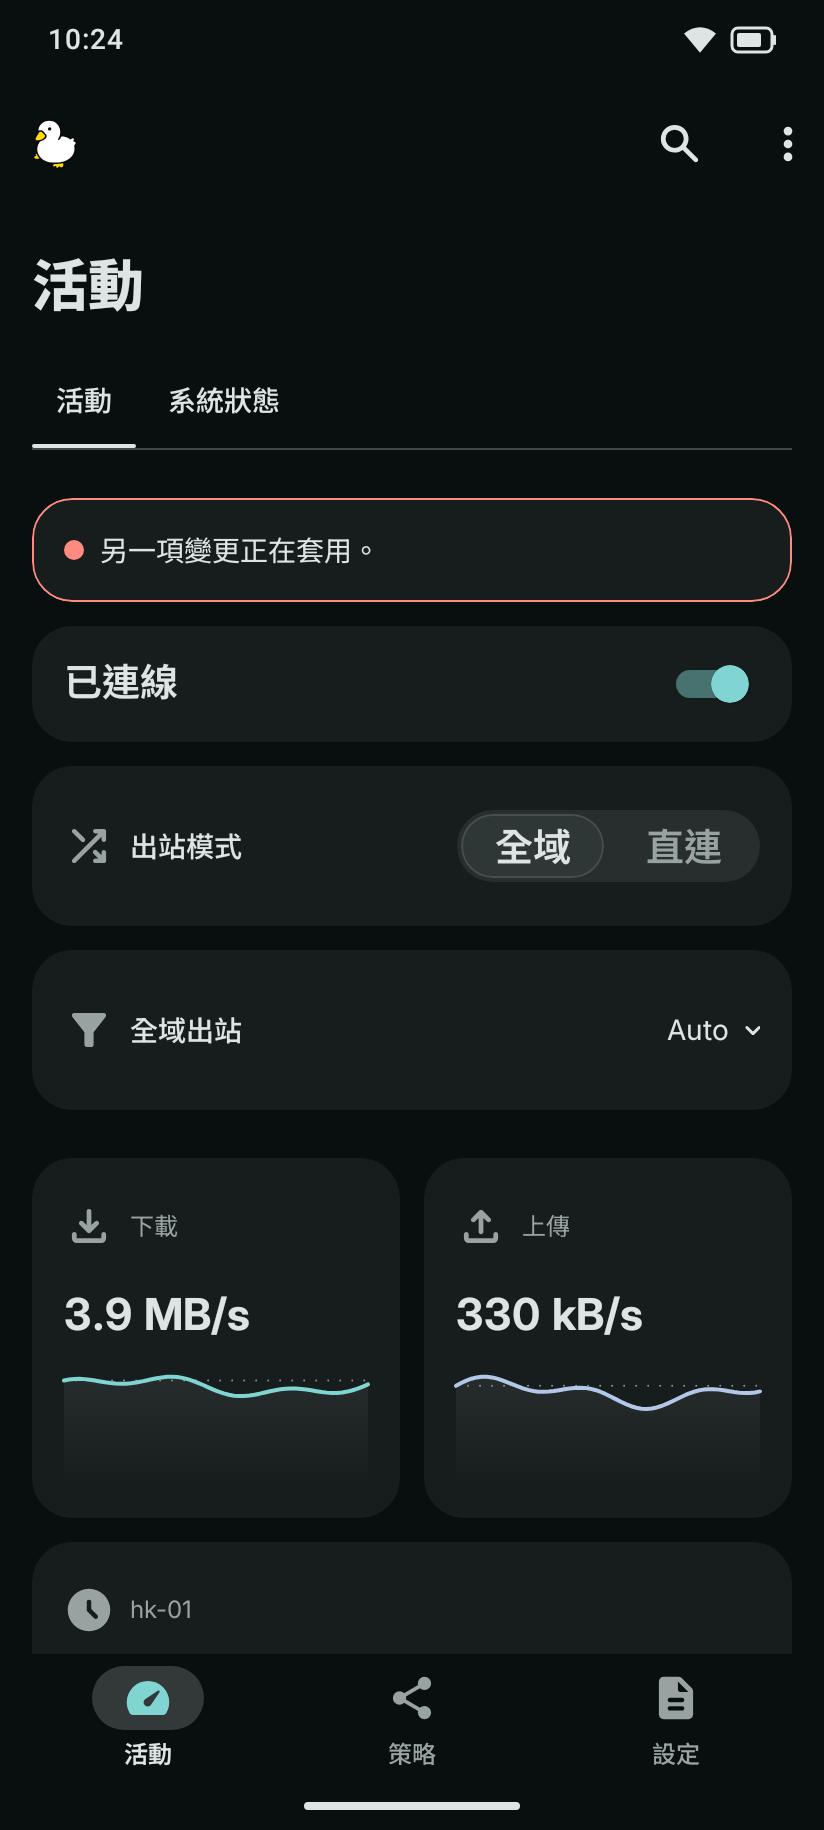 10:24
活動
活動
系統狀態
另一項變更正在套用。
已連線
出站模式
全域
直連
全域出站
Auto
下載
上傳
3.9 MB/s
330 kB/s
hk-01
活動
策略
設定